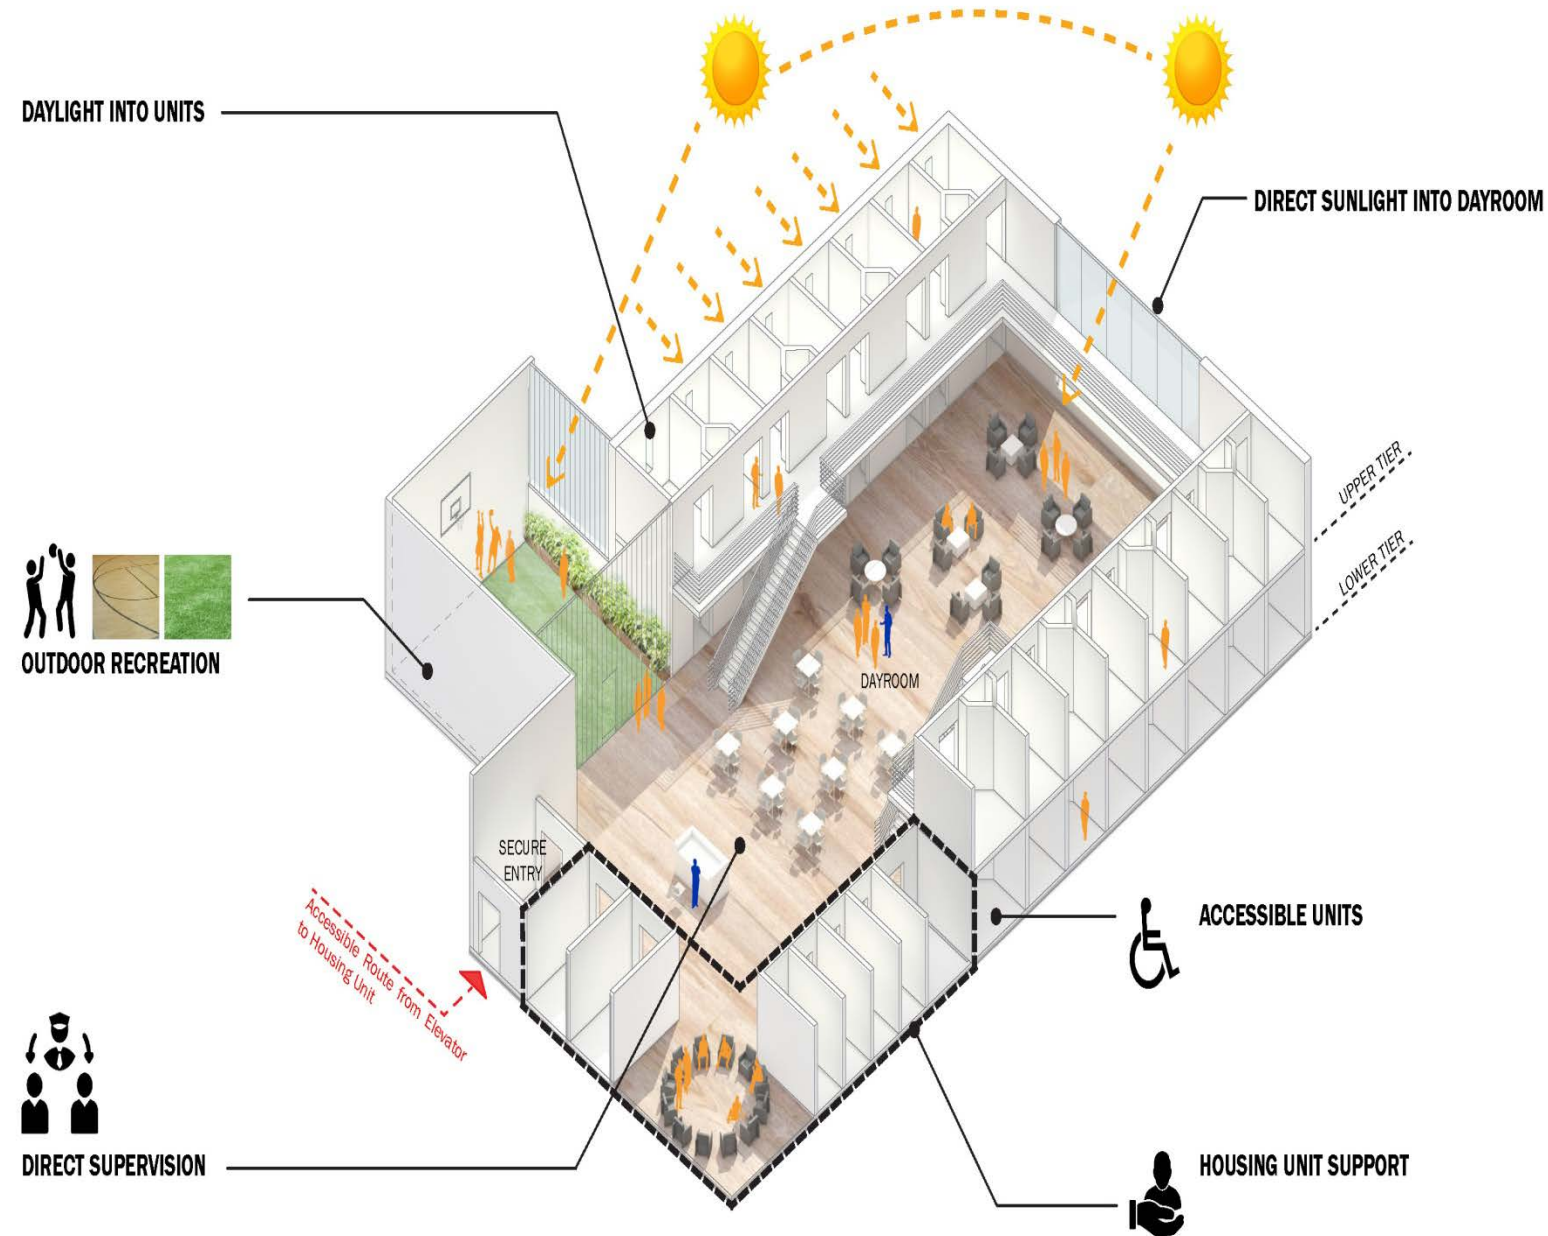 DAYLIGHT INTO UNITS
DIRECT SUNLIGHT INTO DAYROOM
UPPER TIER
LOWER TIER
OUTDOOR RECREATION
DAYROOM
SECURE
ENTRY
Accessible Route from Elevator
to Housing Unit
ACCESSIBLE UNITS
DIRECT SUPERVISION
HOUSING UNIT SUPPORT